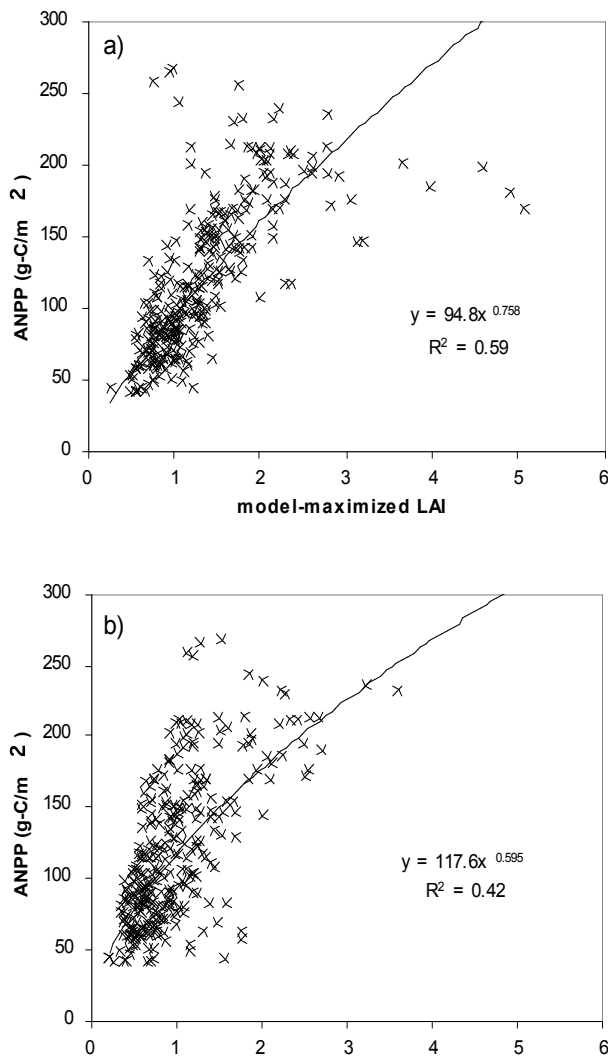 a)
300
250
200
150
100
50
0
ANPP (g-C/m 2)
y = 94.8x 0.758
R2 = 0.59
0 1 2 3 4 5 6
model-maximized LAI
b)
300
250
200
150
100
50
0
ANPP (g-C/m 2)
y = 117.6x 0.595
R2 = 0.42
0 1 2 3 4 5 6